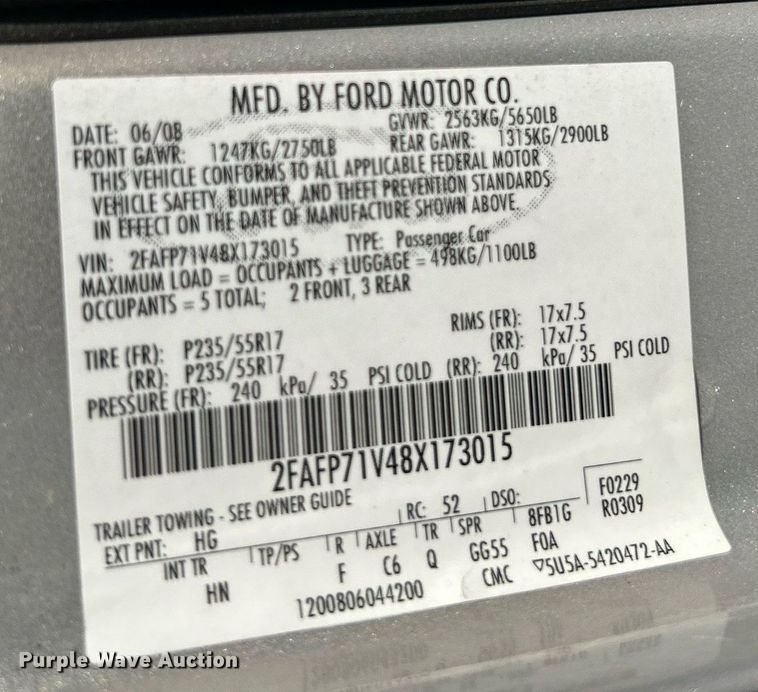 MFD. BY FORD MOTOR CO.
DATE: 06/08 GVWR: 2563KG/5650LB
FRONT GAWR: 1247KG/2750LB REAR GAWR: 1315KG/2900LB
THIS VEHICLE CONFORMS TO ALL APPLICABLE FEDERAL MOTOR
VEHICLE SAFETY, BUMPER, AND THEFT PREVENTION STANDARDS
IN EFFECT ON THE DATE OF MANUFACTURE SHOWN ABOVE.
VIN: 2FAFP71V48X173015 TYPE: Passenger Car
MAXIMUM LOAD = OCCUPANTS + LUGGAGE = 498KG/1100LB
OCCUPANTS = 5 TOTAL; 2 FRONT, 3 REAR
TIRE (FR): P235/55R17 RIMS (FR): 17x7.5
(RR): P235/55R17 (RR): 17x7.5
PRESSURE (FR): 240 kPa/ 35 PSI COLD (RR): 240 kPa/ 35 PSI COLD
2FAFP71V48X173015
TRAILER TOWING - SEE OWNER GUIDE
EXT PNT: HG RC: 52 DSO: F0229
INT TR TP/PS R AXLE TR SPR 8FB1G R0309
HN F C6 Q GG55 F0A
1200806044200 CMC ▽5U5A-5420472-AA
Purple Wave Auction